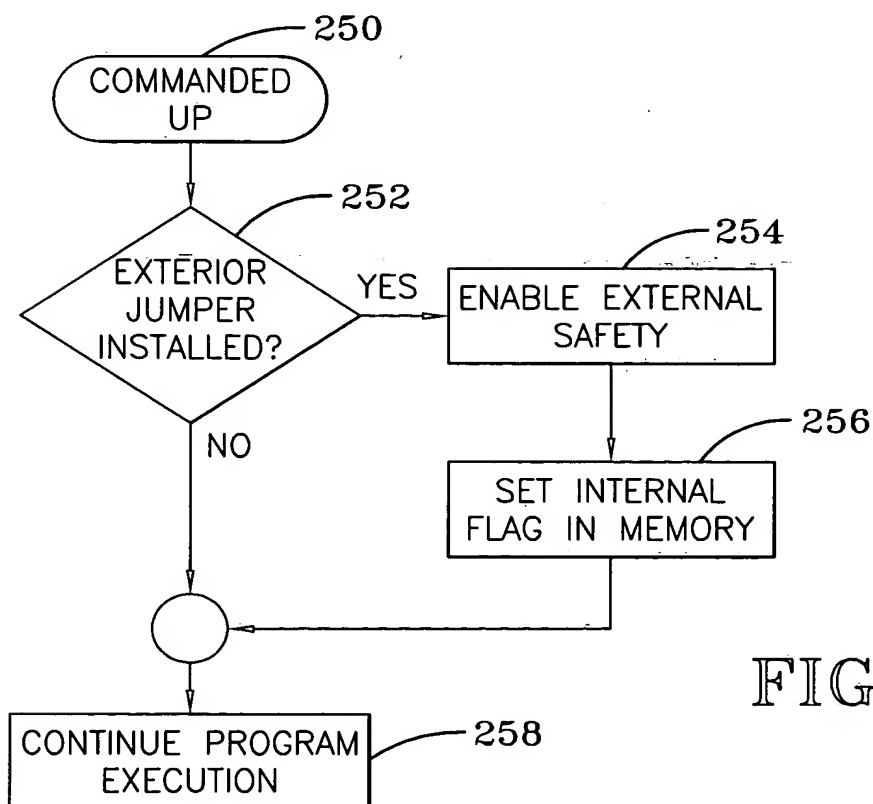 250
COMMANDED
UP
252
EXTERIOR
JUMPER
INSTALLED?
YES
254
ENABLE EXTERNAL
SAFETY
NO
256
SET INTERNAL
FLAG IN MEMORY
FIG
CONTINUE PROGRAM
EXECUTION
258